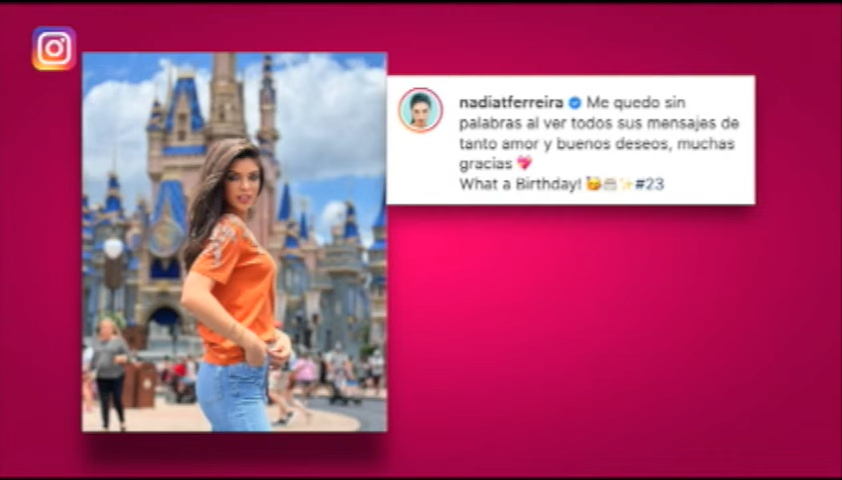 nadiatferreira Me quedo sin
palabras al ver todos sus mensajes de
tanto amor y buenos deseos, muchas
gracias 💖
What a Birthday! 🥳🎂✨#23